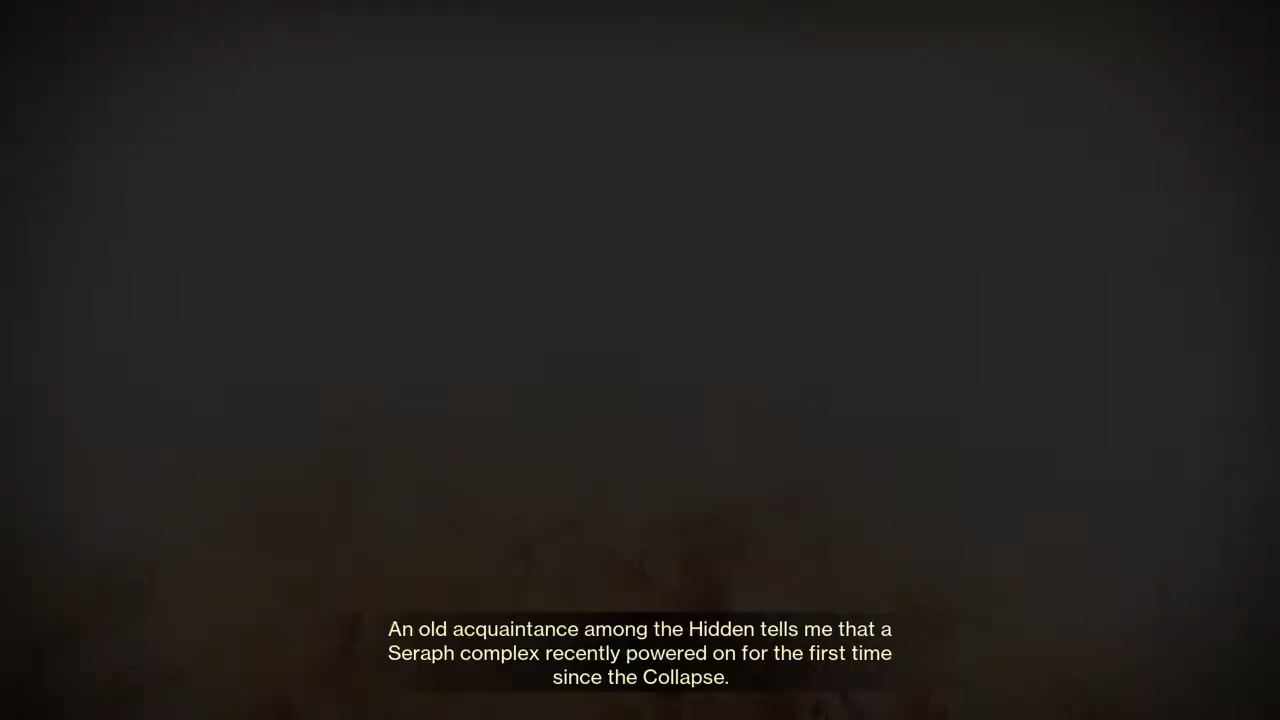 An old acquaintance among the Hidden tells me that a
Seraph complex recently powered on for the first time
since the Collapse.